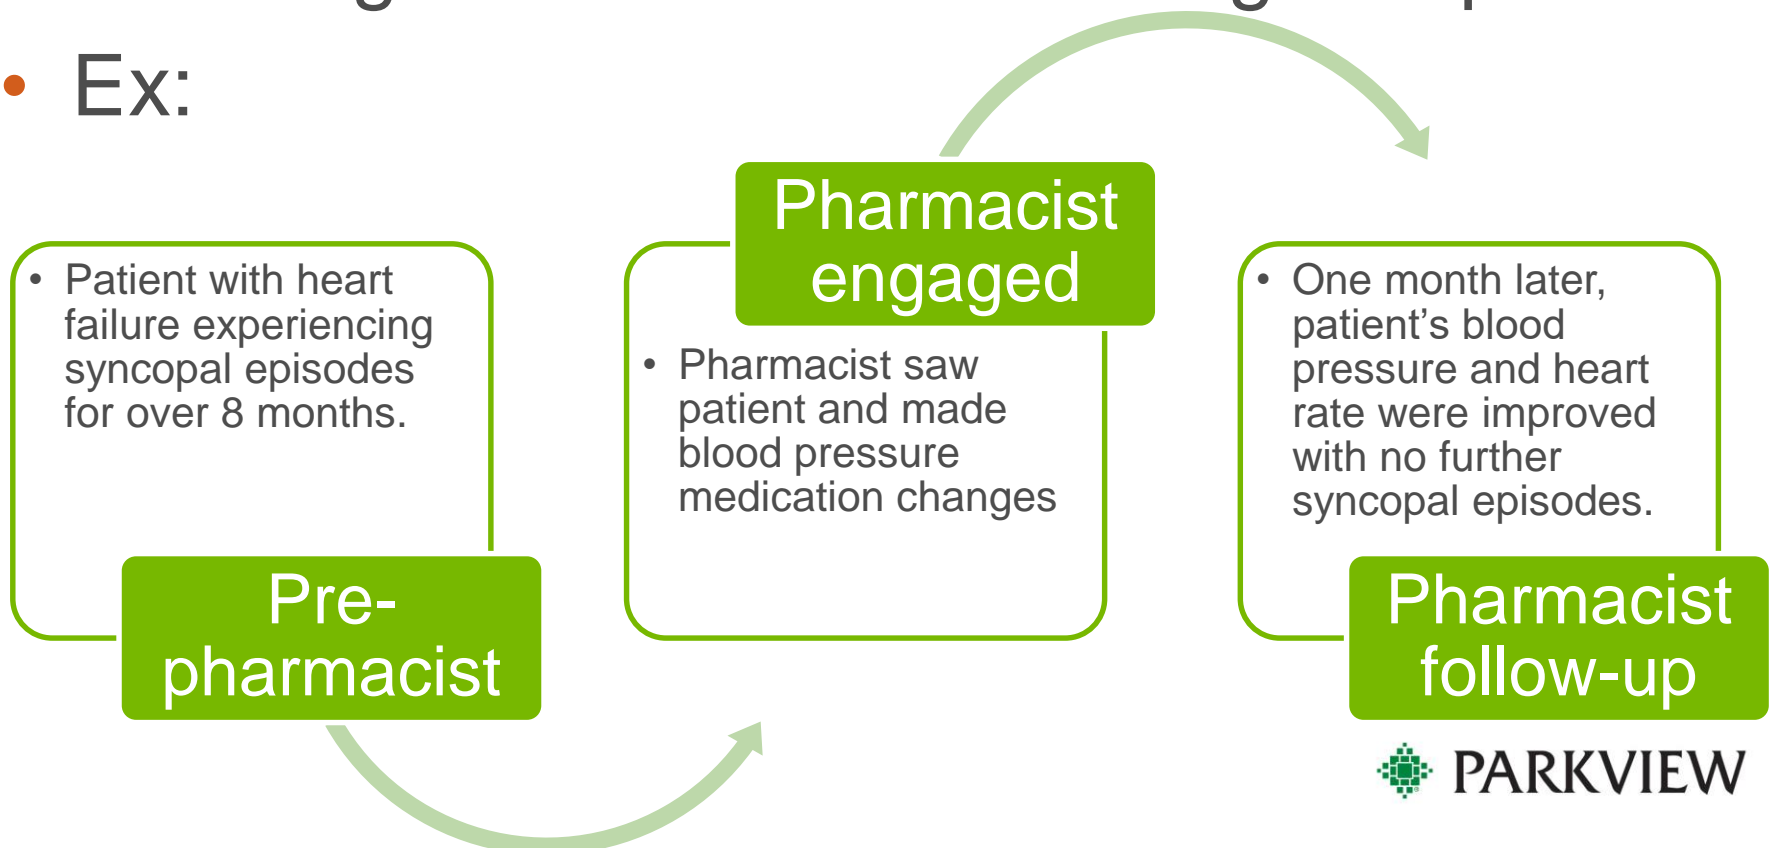 • Ex:
• Patient with heart
failure experiencing
syncopal episodes
for over 8 months.
Pre-
pharmacist
Pharmacist
engaged
• Pharmacist saw
patient and made
blood pressure
medication changes
• One month later,
patient’s blood
pressure and heart
rate were improved
with no further
syncopal episodes.
Pharmacist
follow-up
PARKVIEW